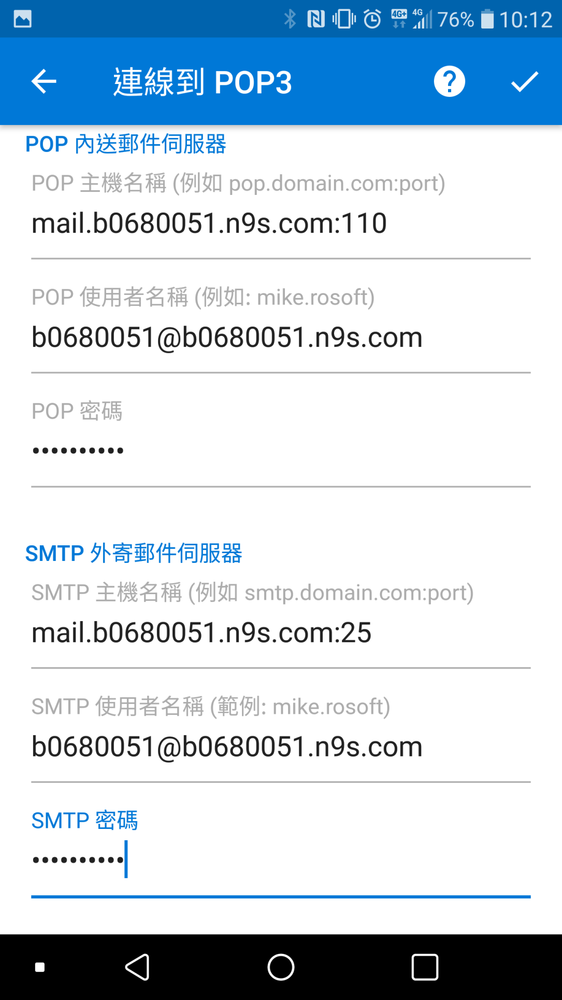 4G+ 4G 76% 10:12
連線到 POP3
POP 內送郵件伺服器
POP 主機名稱 (例如 pop.domain.com:port)
mail.b0680051.n9s.com:110
POP 使用者名稱 (例如: mike.rosoft)
b0680051@b0680051.n9s.com
POP 密碼
••••••••••
SMTP 外寄郵件伺服器
SMTP 主機名稱 (例如 smtp.domain.com:port)
mail.b0680051.n9s.com:25
SMTP 使用者名稱 (範例: mike.rosoft)
b0680051@b0680051.n9s.com
SMTP 密碼
••••••••••